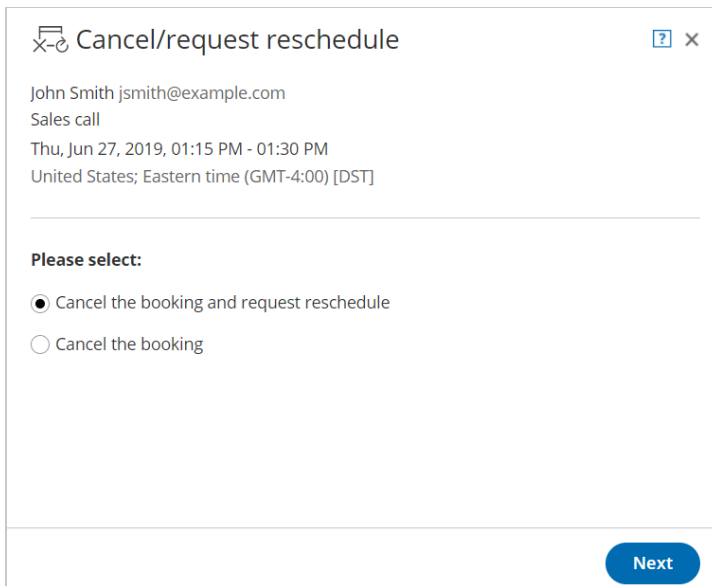 Cancel/request reschedule
?
John Smith jsmith@example.com
Sales call
Thu, Jun 27, 2019, 01:15 PM - 01:30 PM
United States; Eastern time (GMT-4:00) [DST]
Please select:
Cancel the booking and request reschedule
Cancel the booking
Next